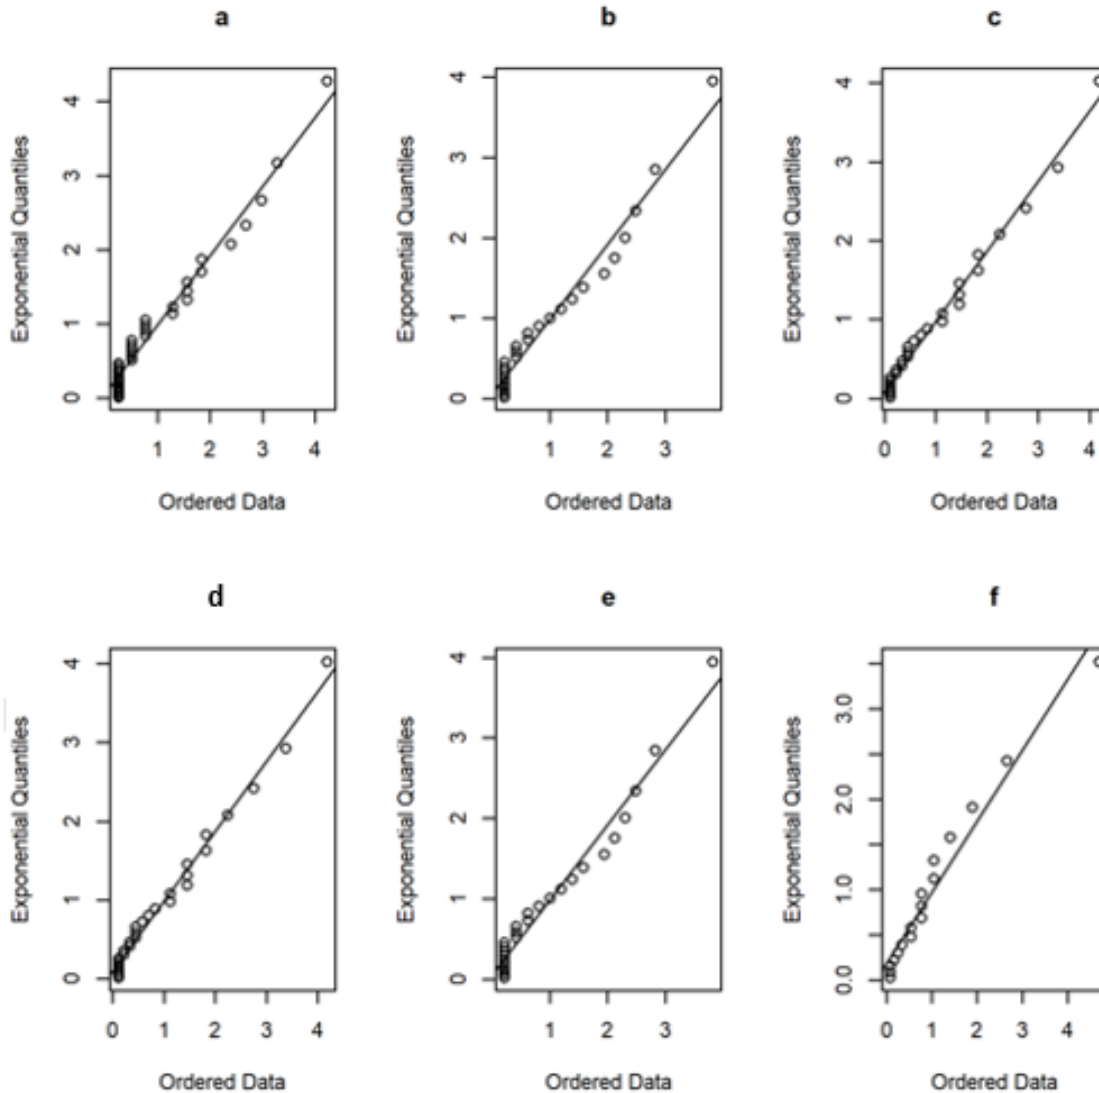 a b c
Exponential Quantiles Exponential Quantiles Exponential Quantiles
4 4 4
3 3 3
2 2 2
1 1 1
0 0 0
1 2 3 4 1 2 3 0 1 2 3 4
Ordered Data Ordered Data Ordered Data
d e f
Exponential Quantiles Exponential Quantiles Exponential Quantiles
4 4
3 3 3.0
2 2 2.0
1 1 1.0
0 0 0.0
0 1 2 3 4 1 2 3 0 1 2 3 4
Ordered Data Ordered Data Ordered Data